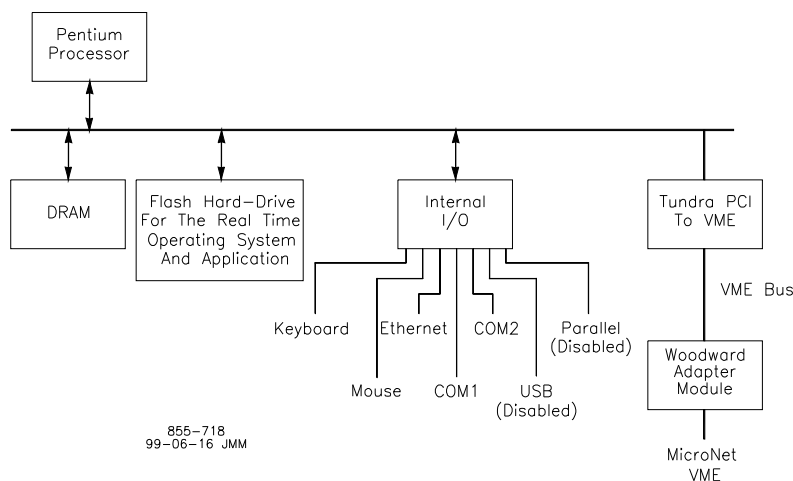 Pentium
Processor
DRAM
Flash Hard-Drive
For The Real Time
Operating System
And Application
Internal
I/O
Tundra PCI
To VME
VME Bus
Keyboard
Ethernet
COM2
Parallel
(Disabled)
Mouse
COM1
USB
(Disabled)
Woodward
Adapter
Module
855-718
99-06-16 JMM
MicroNet
VME